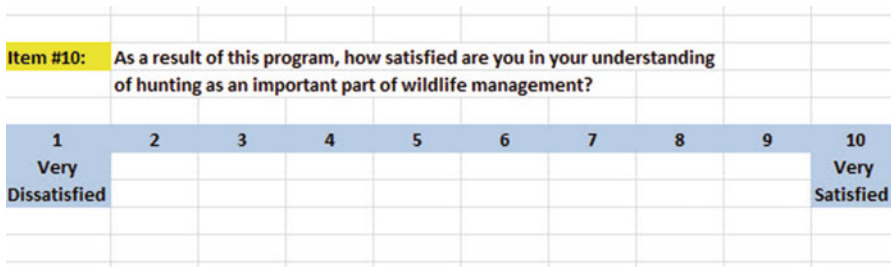 Item #10: As a result of this program, how satisfied are you in your understanding
of hunting as an important part of wildlife management?
1 2 3 4 5 6 7 8 9 10
Very Very
Dissatisfied Satisfied